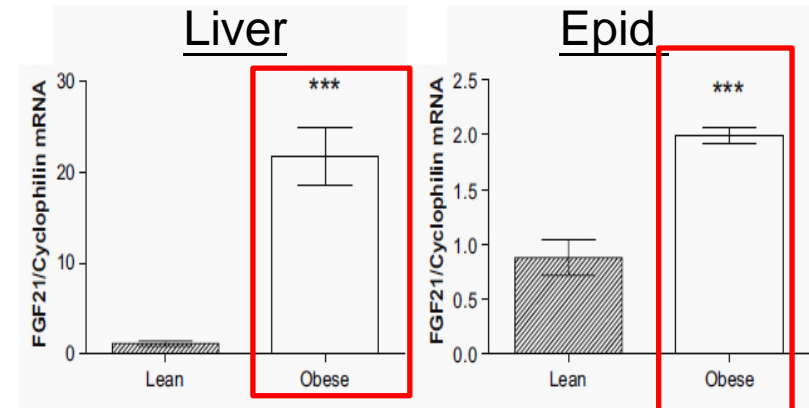 Liver
FGF21/Cyclophilin mRNA
30
20
10
0
***
Lean
Obese
Epid
FGF21/Cyclophilin mRNA
2.5
2.0
1.5
1.0
0.5
0.0
***
Lean
Obese